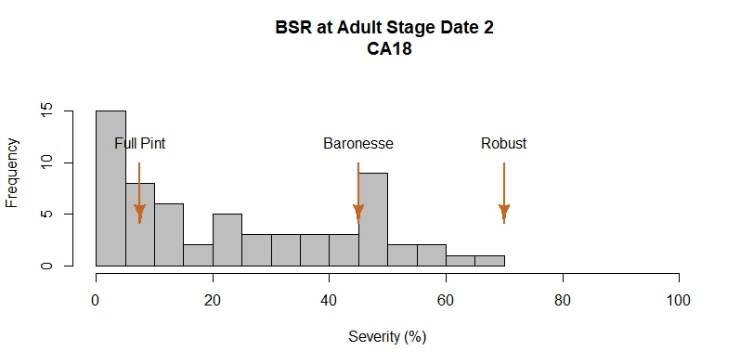 BSR at Adult Stage Date 2
CA18
15
10
5
0
Frequency
Full Pint
Baronesse
Robust
0 20 40 60 80 100
Severity (%)